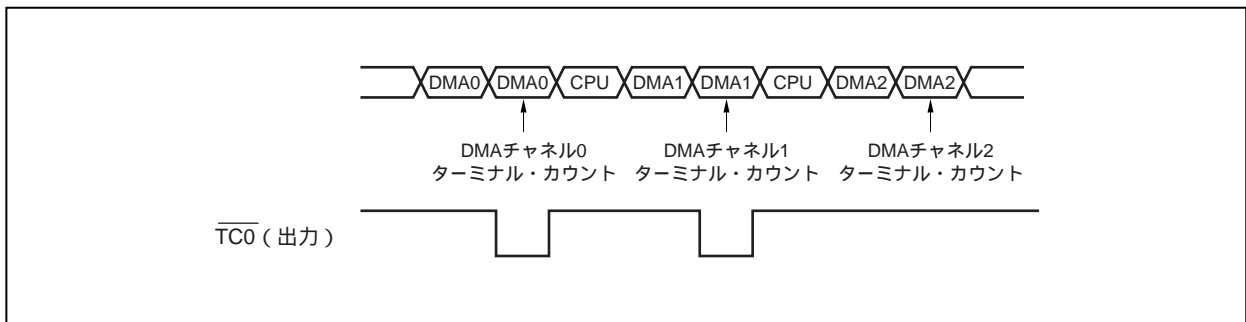 DMA0 DMA0 CPU DMA1 DMA1 CPU DMA2 DMA2
DMAチャネル0 DMAチャネル1 DMAチャネル2
ターミナル・カウント ターミナル・カウント ターミナル・カウント
TC0（出力）